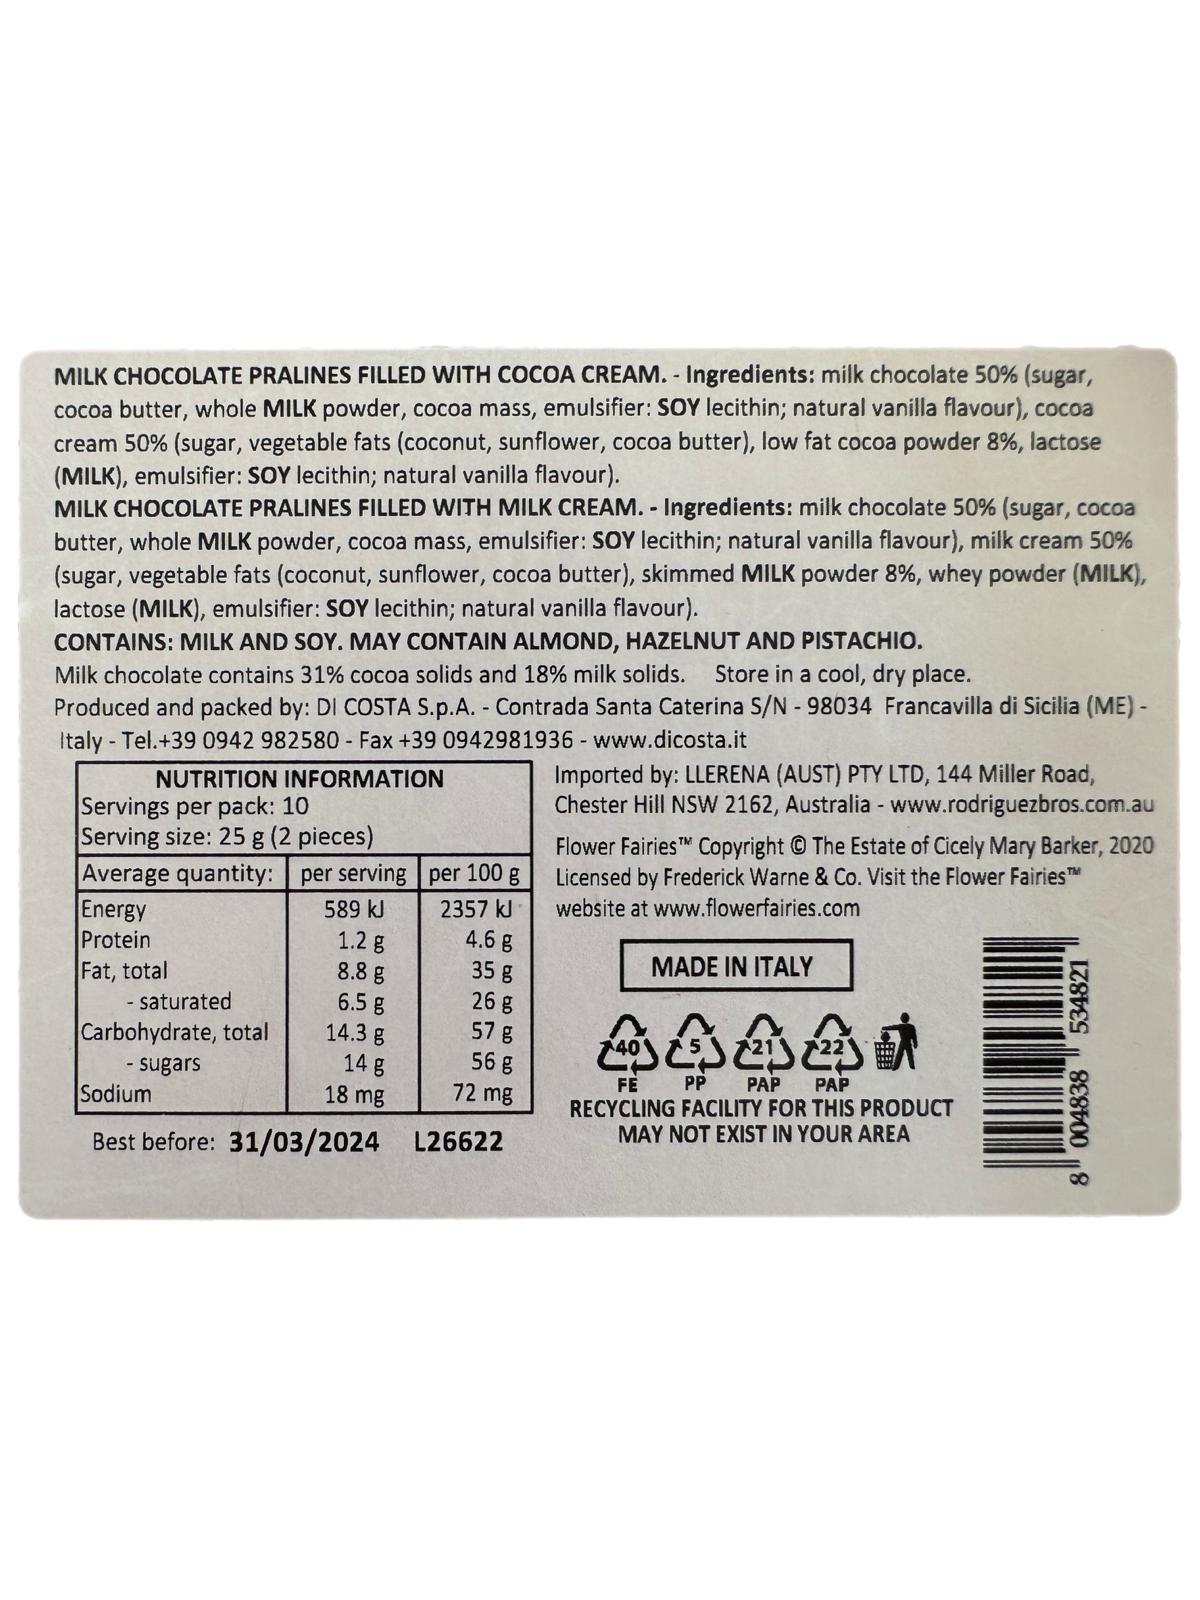 MILK CHOCOLATE PRALINES FILLED WITH COCOA CREAM. - Ingredients: milk chocolate 50% (sugar,
cocoa butter, whole MILK powder, cocoa mass, emulsifier: SOY lecithin; natural vanilla flavour), cocoa
cream 50% (sugar, vegetable fats (coconut, sunflower, cocoa butter), low fat cocoa powder 8%, lactose
(MILK), emulsifier: SOY lecithin; natural vanilla flavour).
MILK CHOCOLATE PRALINES FILLED WITH MILK CREAM. - Ingredients: milk chocolate 50% (sugar, cocoa
butter, whole MILK powder, cocoa mass, emulsifier: SOY lecithin; natural vanilla flavour), milk cream 50%
(sugar, vegetable fats (coconut, sunflower, cocoa butter), skimmed MILK powder 8%, whey powder (MILK),
lactose (MILK), emulsifier: SOY lecithin; natural vanilla flavour).
CONTAINS: MILK AND SOY. MAY CONTAIN ALMOND, HAZELNUT AND PISTACHIO.
Milk chocolate contains 31% cocoa solids and 18% milk solids. Store in a cool, dry place.
Produced and packed by: DI COSTA S.p.A. - Contrada Santa Caterina S/N - 98034 Francavilla di Sicilia (ME) -
Italy - Tel.+39 0942 982580 - Fax +39 0942981936 - www.dicosta.it
NUTRITION INFORMATION
Servings per pack: 10
Serving size: 25 g (2 pieces)
Average quantity: per serving per 100 g
Energy 589 kJ 2357 kJ
Protein 1.2 g 4.6 g
Fat, total 8.8 g 35 g
- saturated 6.5 g 26 g
Carbohydrate, total 14.3 g 57 g
- sugars 14 g 56 g
Sodium 18 mg 72 mg
Best before: 31/03/2024 L26622
Imported by: LLERENA (AUST) PTY LTD, 144 Miller Road,
Chester Hill NSW 2162, Australia - www.rodriguezbros.com.au
Flower Fairies™ Copyright © The Estate of Cicely Mary Barker, 2020
Licensed by Frederick Warne & Co. Visit the Flower Fairies™
website at www.flowerfairies.com
MADE IN ITALY
40 5 21 22
FE PP PAP PAP
RECYCLING FACILITY FOR THIS PRODUCT
MAY NOT EXIST IN YOUR AREA
8 004838 534821